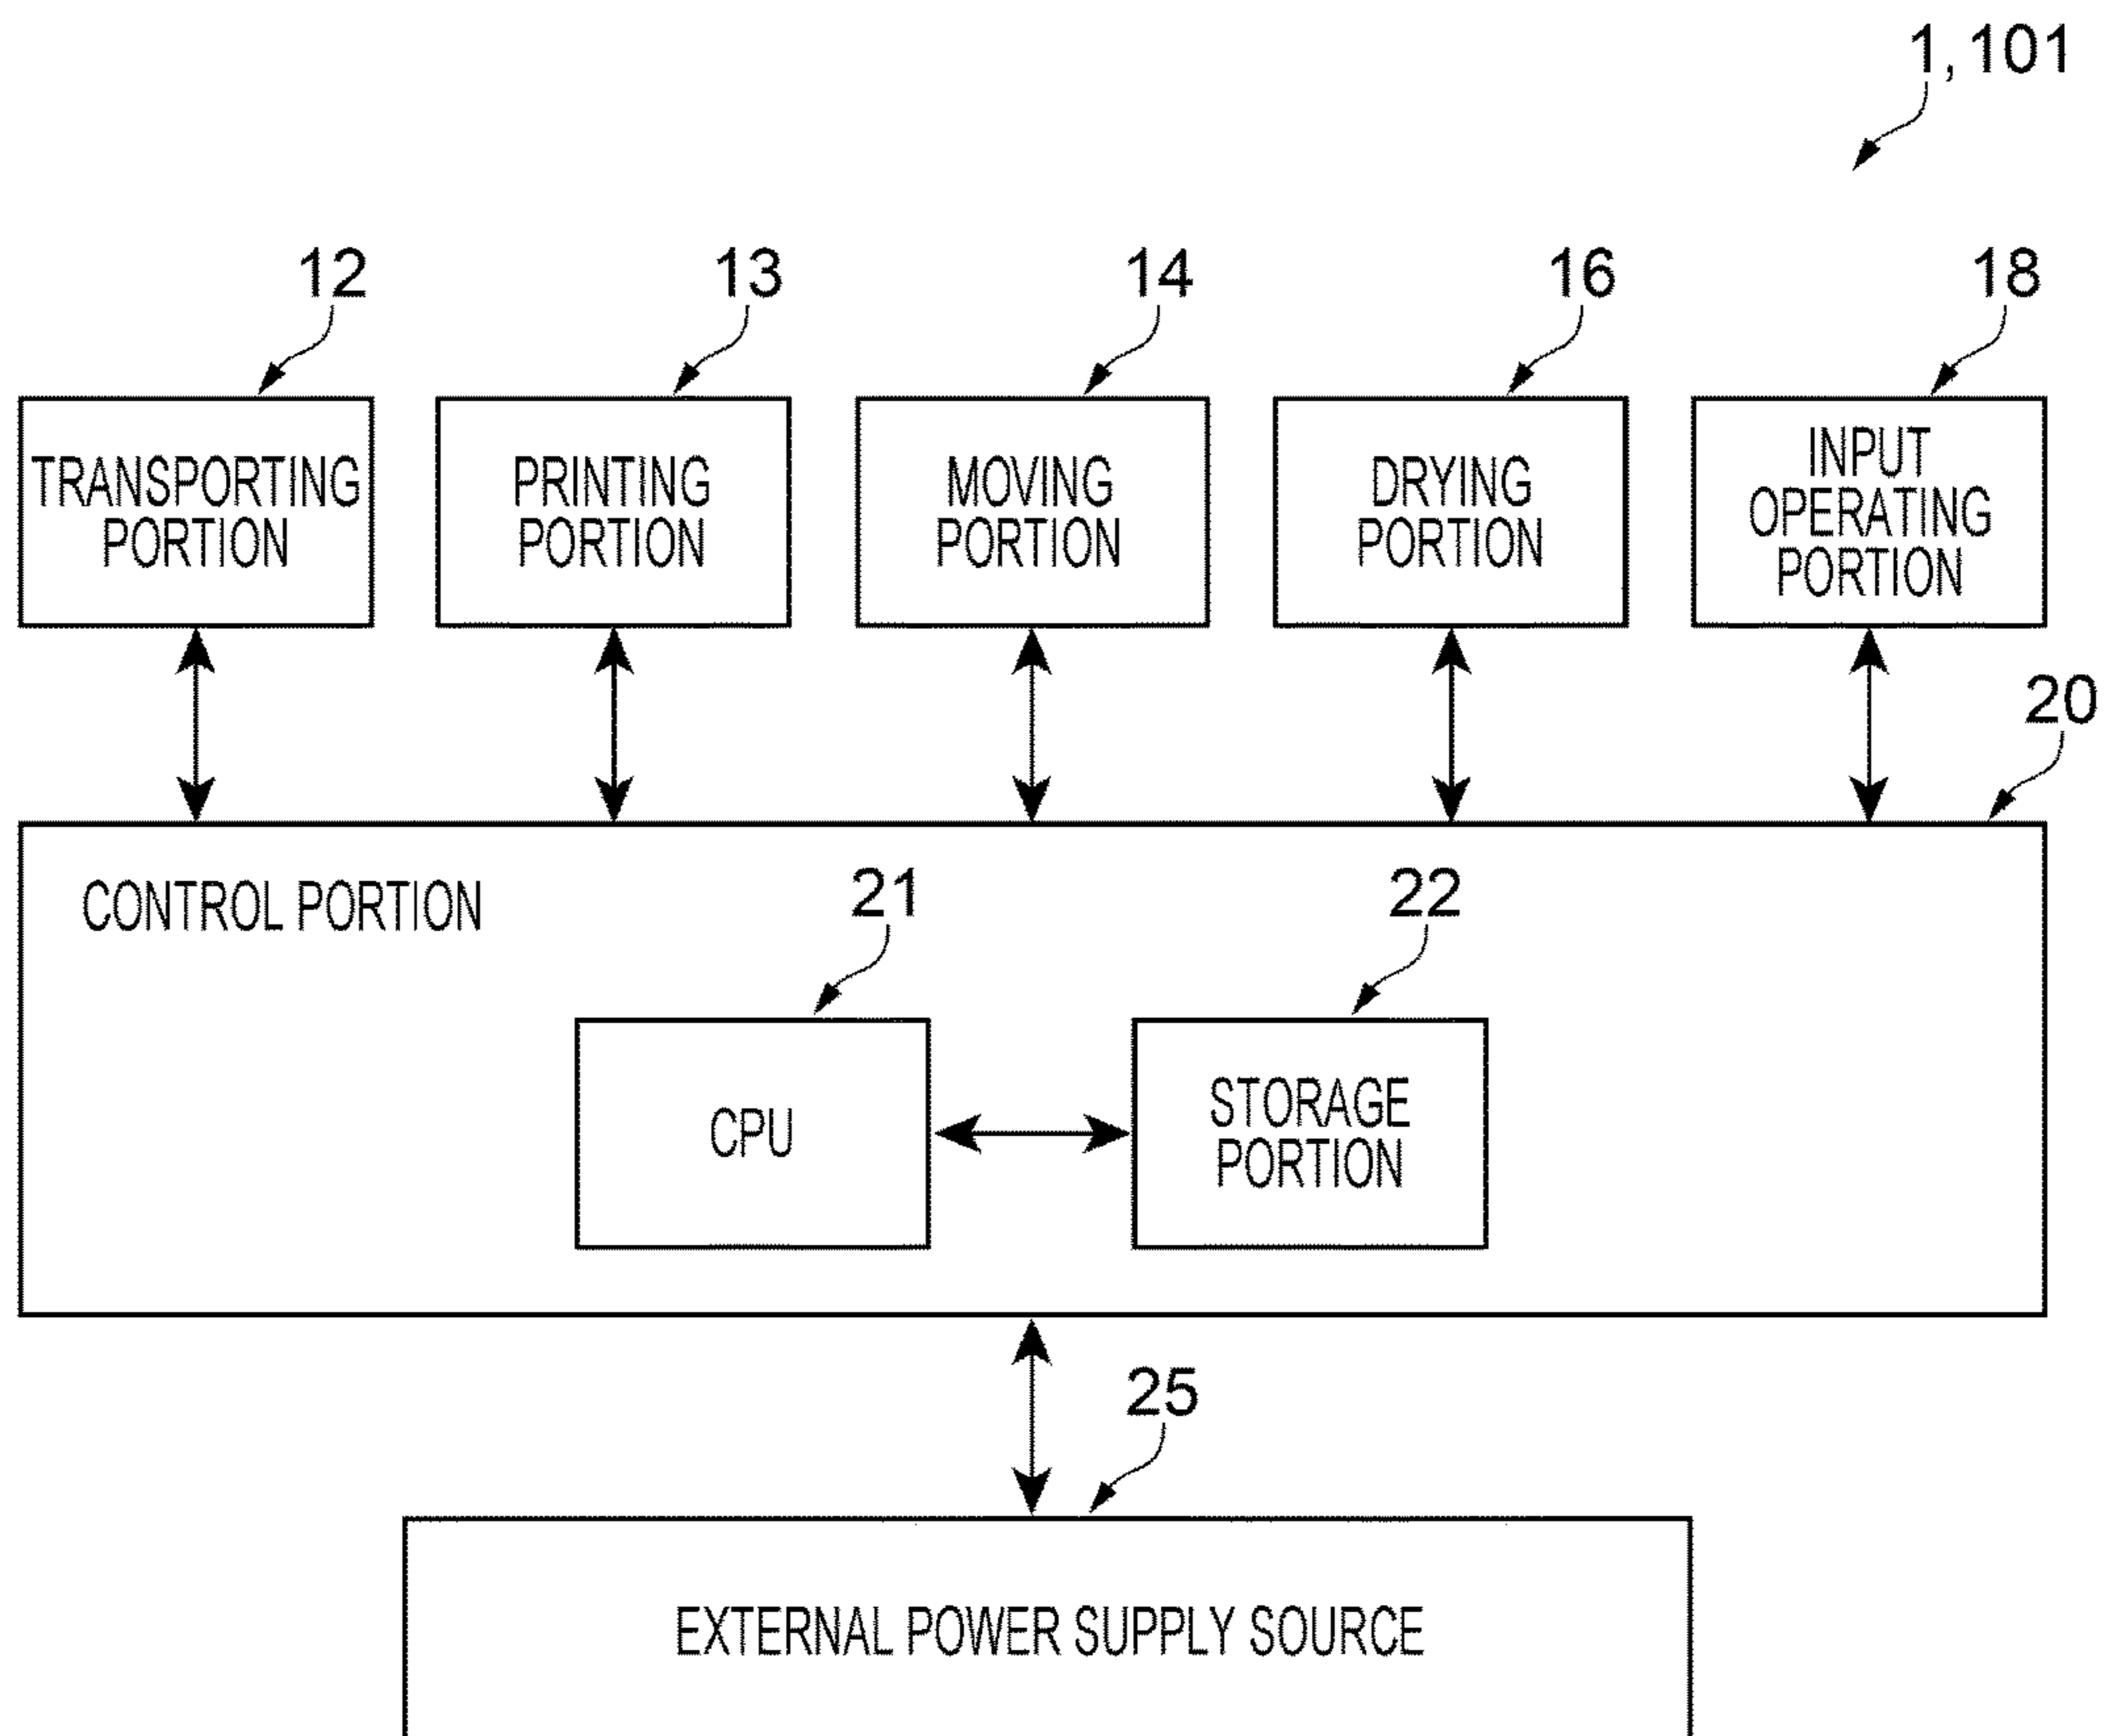 1, 101
12
13
14
16
18
TRANSPORTING
PORTION
PRINTING
PORTION
MOVING
PORTION
DRYING
PORTION
INPUT
OPERATING
PORTION
20
CONTROL PORTION
21
22
CPU
STORAGE
PORTION
25
EXTERNAL POWER SUPPLY SOURCE